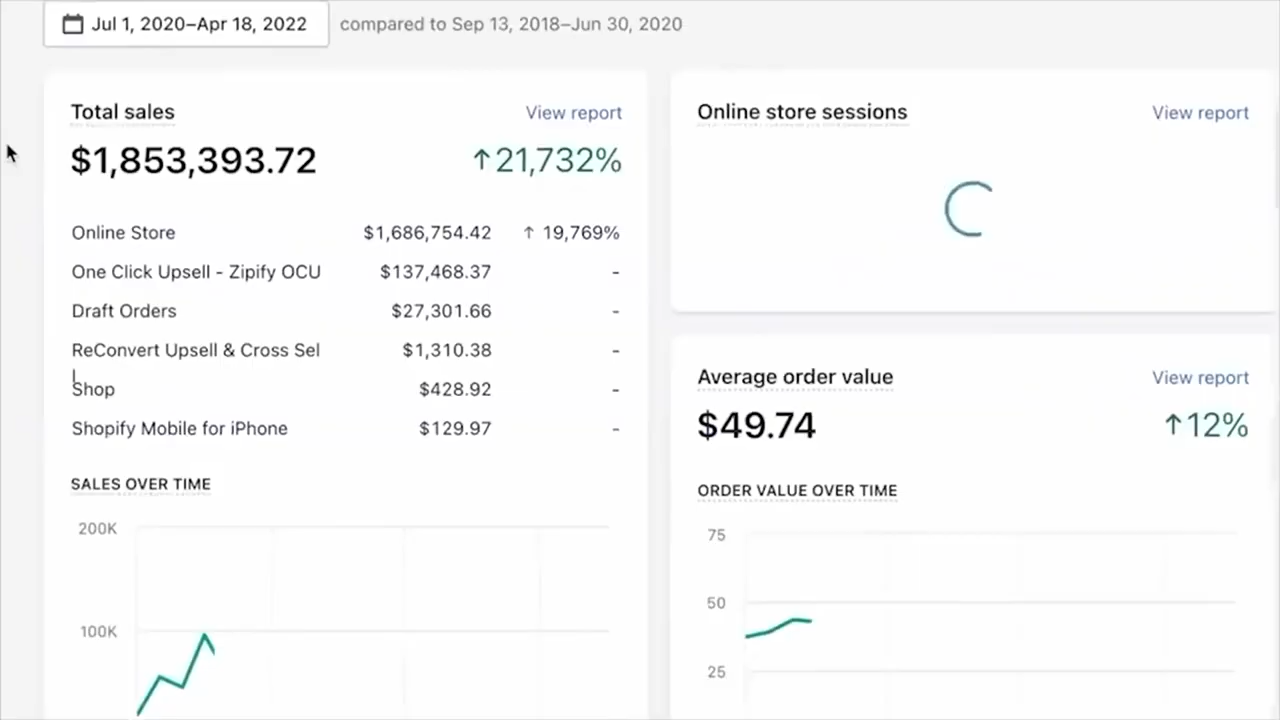 Jul 1, 2020–Apr 18, 2022 compared to Sep 13, 2018–Jun 30, 2020
Total sales View report
$1,853,393.72 ↑21,732%
Online Store $1,686,754.42 ↑ 19,769%
One Click Upsell - Zipify OCU $137,468.37 -
Draft Orders $27,301.66 -
ReConvert Upsell & Cross Sel $1,310.38 -
l
Shop $428.92 -
Shopify Mobile for iPhone $129.97 -
SALES OVER TIME
200K
100K
Online store sessions View report
Average order value View report
$49.74 ↑12%
ORDER VALUE OVER TIME
75
50
25